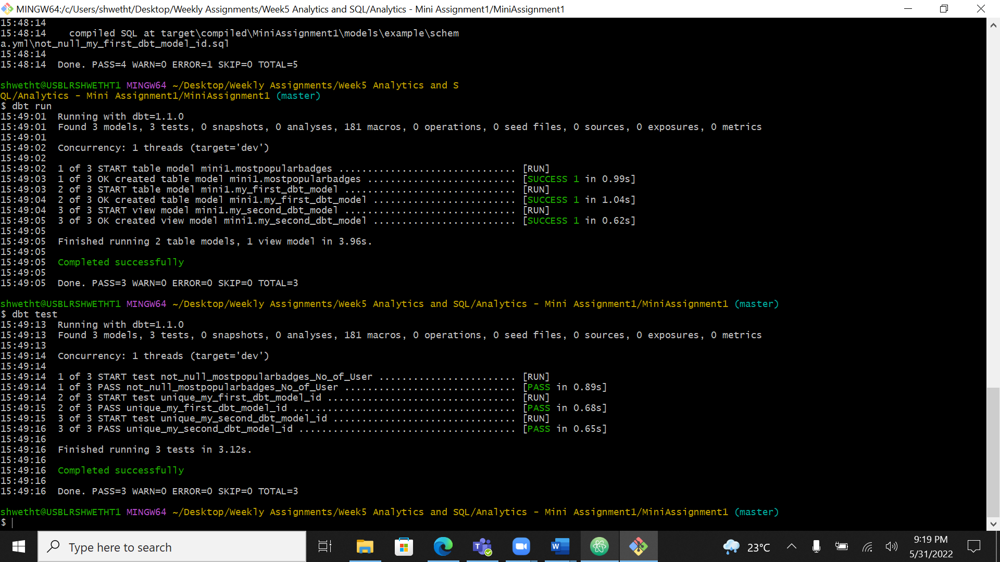 MINGW64:/c/Users/shwetht/Desktop/Weekly Assignments/Week5 Analytics and SQL/Analytics - Mini Assignment1/MiniAssignment1
15:48:14
15:48:14    compiled SQL at target\compiled\MiniAssignment1\models\example\schem
a.yml\not_null_my_first_dbt_model_id.sql
15:48:14
15:48:14  Done. PASS=4 WARN=0 ERROR=1 SKIP=0 TOTAL=5
shwetht@USBLRSHWETHT1 MINGW64 ~/Desktop/Weekly Assignments/Week5 Analytics and S
QL/Analytics - Mini Assignment1/MiniAssignment1 (master)
$ dbt run
15:49:01  Running with dbt=1.1.0
15:49:01  Found 3 models, 3 tests, 0 snapshots, 0 analyses, 181 macros, 0 operations, 0 seed files, 0 sources, 0 exposures, 0 metrics
15:49:01
15:49:02  Concurrency: 1 threads (target='dev')
15:49:02
15:49:02  1 of 3 START table model mini1.mostpopularbadges ............................... [RUN]
15:49:03  1 of 3 OK created table model mini1.mostpopularbadges .......................... [SUCCESS 1 in 0.99s]
15:49:03  2 of 3 START table model mini1.my_first_dbt_model .............................. [RUN]
15:49:04  2 of 3 OK created table model mini1.my_first_dbt_model ......................... [SUCCESS 1 in 1.04s]
15:49:04  3 of 3 START view model mini1.my_second_dbt_model .............................. [RUN]
15:49:05  3 of 3 OK created view model mini1.my_second_dbt_model ......................... [SUCCESS 1 in 0.62s]
15:49:05
15:49:05  Finished running 2 table models, 1 view model in 3.96s.
15:49:05
15:49:05  Completed successfully
15:49:05
15:49:05  Done. PASS=3 WARN=0 ERROR=0 SKIP=0 TOTAL=3
shwetht@USBLRSHWETHT1 MINGW64 ~/Desktop/Weekly Assignments/Week5 Analytics and SQL/Analytics - Mini Assignment1/MiniAssignment1 (master)
$ dbt test
15:49:13  Running with dbt=1.1.0
15:49:13  Found 3 models, 3 tests, 0 snapshots, 0 analyses, 181 macros, 0 operations, 0 seed files, 0 sources, 0 exposures, 0 metrics
15:49:13
15:49:14  Concurrency: 1 threads (target='dev')
15:49:14
15:49:14  1 of 3 START test not_null_mostpopularbadges_No_of_User ........................ [RUN]
15:49:14  1 of 3 PASS not_null_mostpopularbadges_No_of_User .............................. [PASS in 0.89s]
15:49:14  2 of 3 START test unique_my_first_dbt_model_id ................................. [RUN]
15:49:15  2 of 3 PASS unique_my_first_dbt_model_id ....................................... [PASS in 0.68s]
15:49:15  3 of 3 START test unique_my_second_dbt_model_id ................................ [RUN]
15:49:16  3 of 3 PASS unique_my_second_dbt_model_id ...................................... [PASS in 0.65s]
15:49:16
15:49:16  Finished running 3 tests in 3.12s.
15:49:16
15:49:16  Completed successfully
15:49:16
15:49:16  Done. PASS=3 WARN=0 ERROR=0 SKIP=0 TOTAL=3
shwetht@USBLRSHWETHT1 MINGW64 ~/Desktop/Weekly Assignments/Week5 Analytics and SQL/Analytics - Mini Assignment1/MiniAssignment1 (master)
$
Type here to search
23°C
9:19 PM
5/31/2022